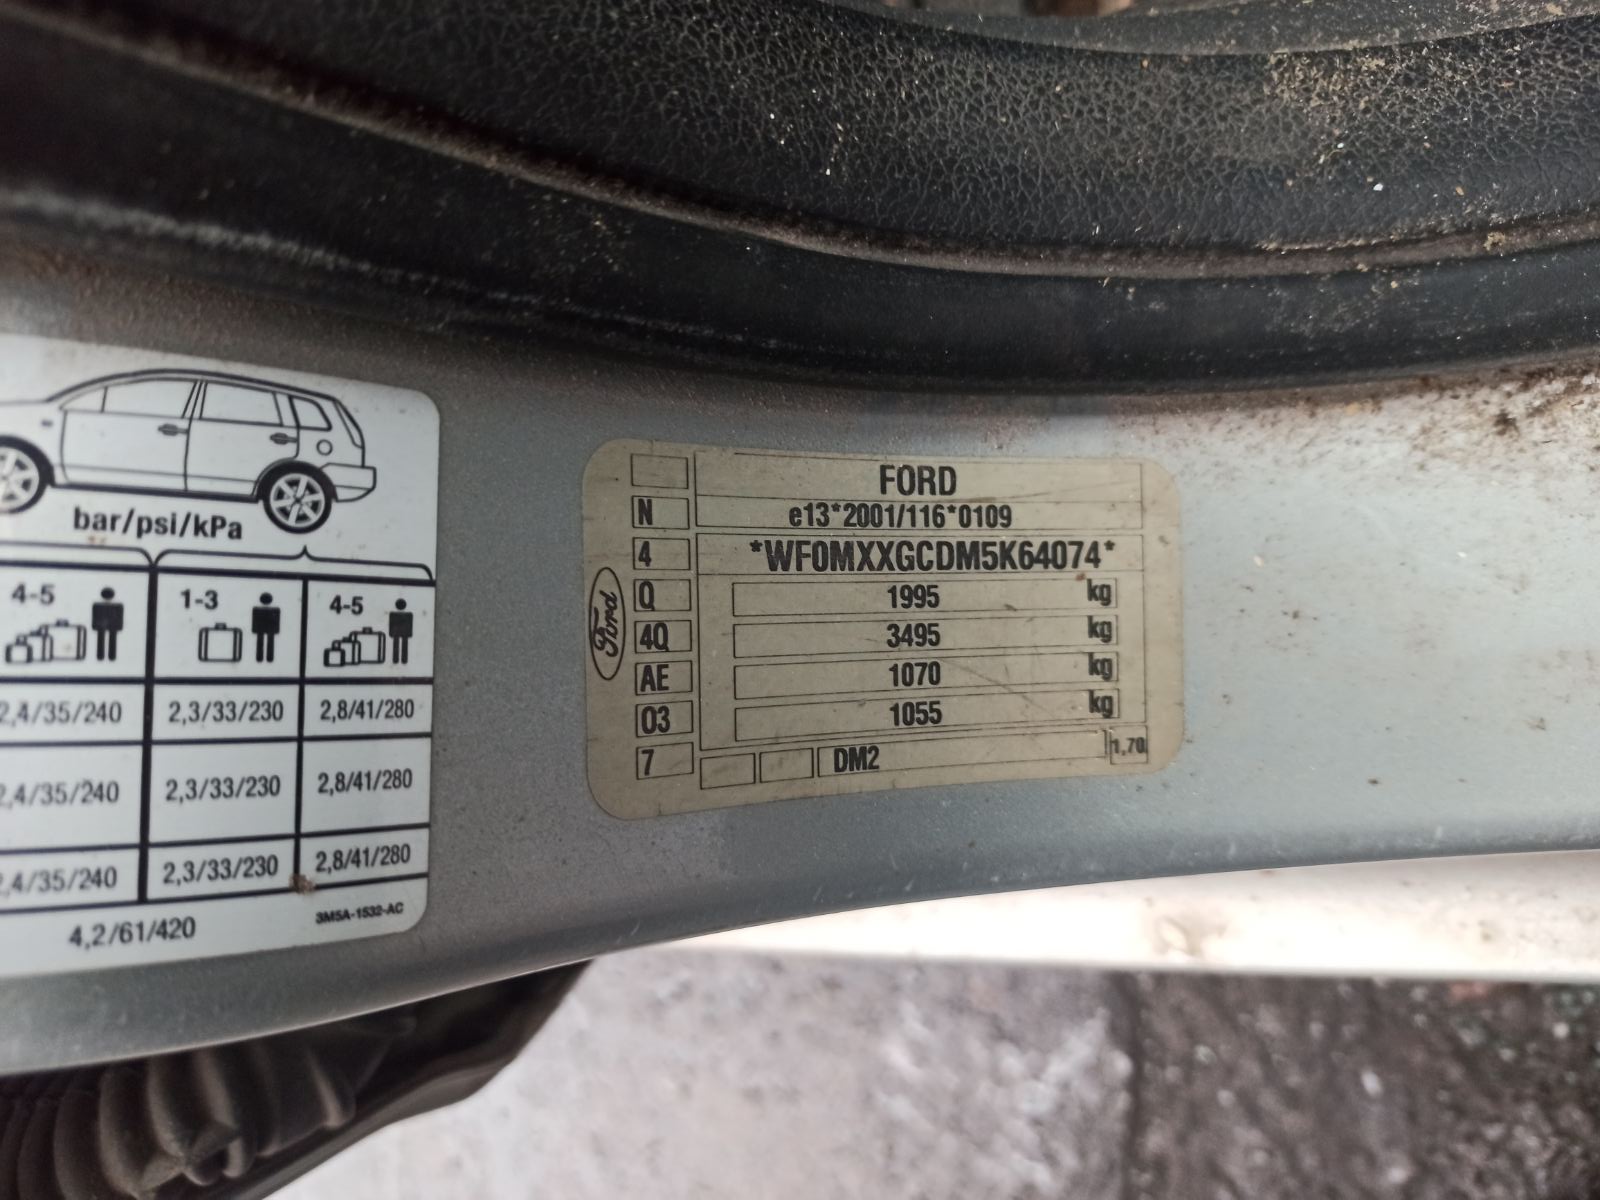 bar/psi/kPa
4-5 1-3 4-5
2,4/35/240 2,3/33/230 2,8/41/280
2,4/35/240 2,3/33/230 2,8/41/280
2,4/35/240 2,3/33/230 2,8/41/280
4,2/61/420
3M5A-1532-AC
Ford
FORD
N e13*2001/116*0109
4 *WF0MXXGCDM5K64074*
Q 1995 kg
4Q 3495 kg
AE 1070 kg
03 1055 kg
7 DM2 1,70